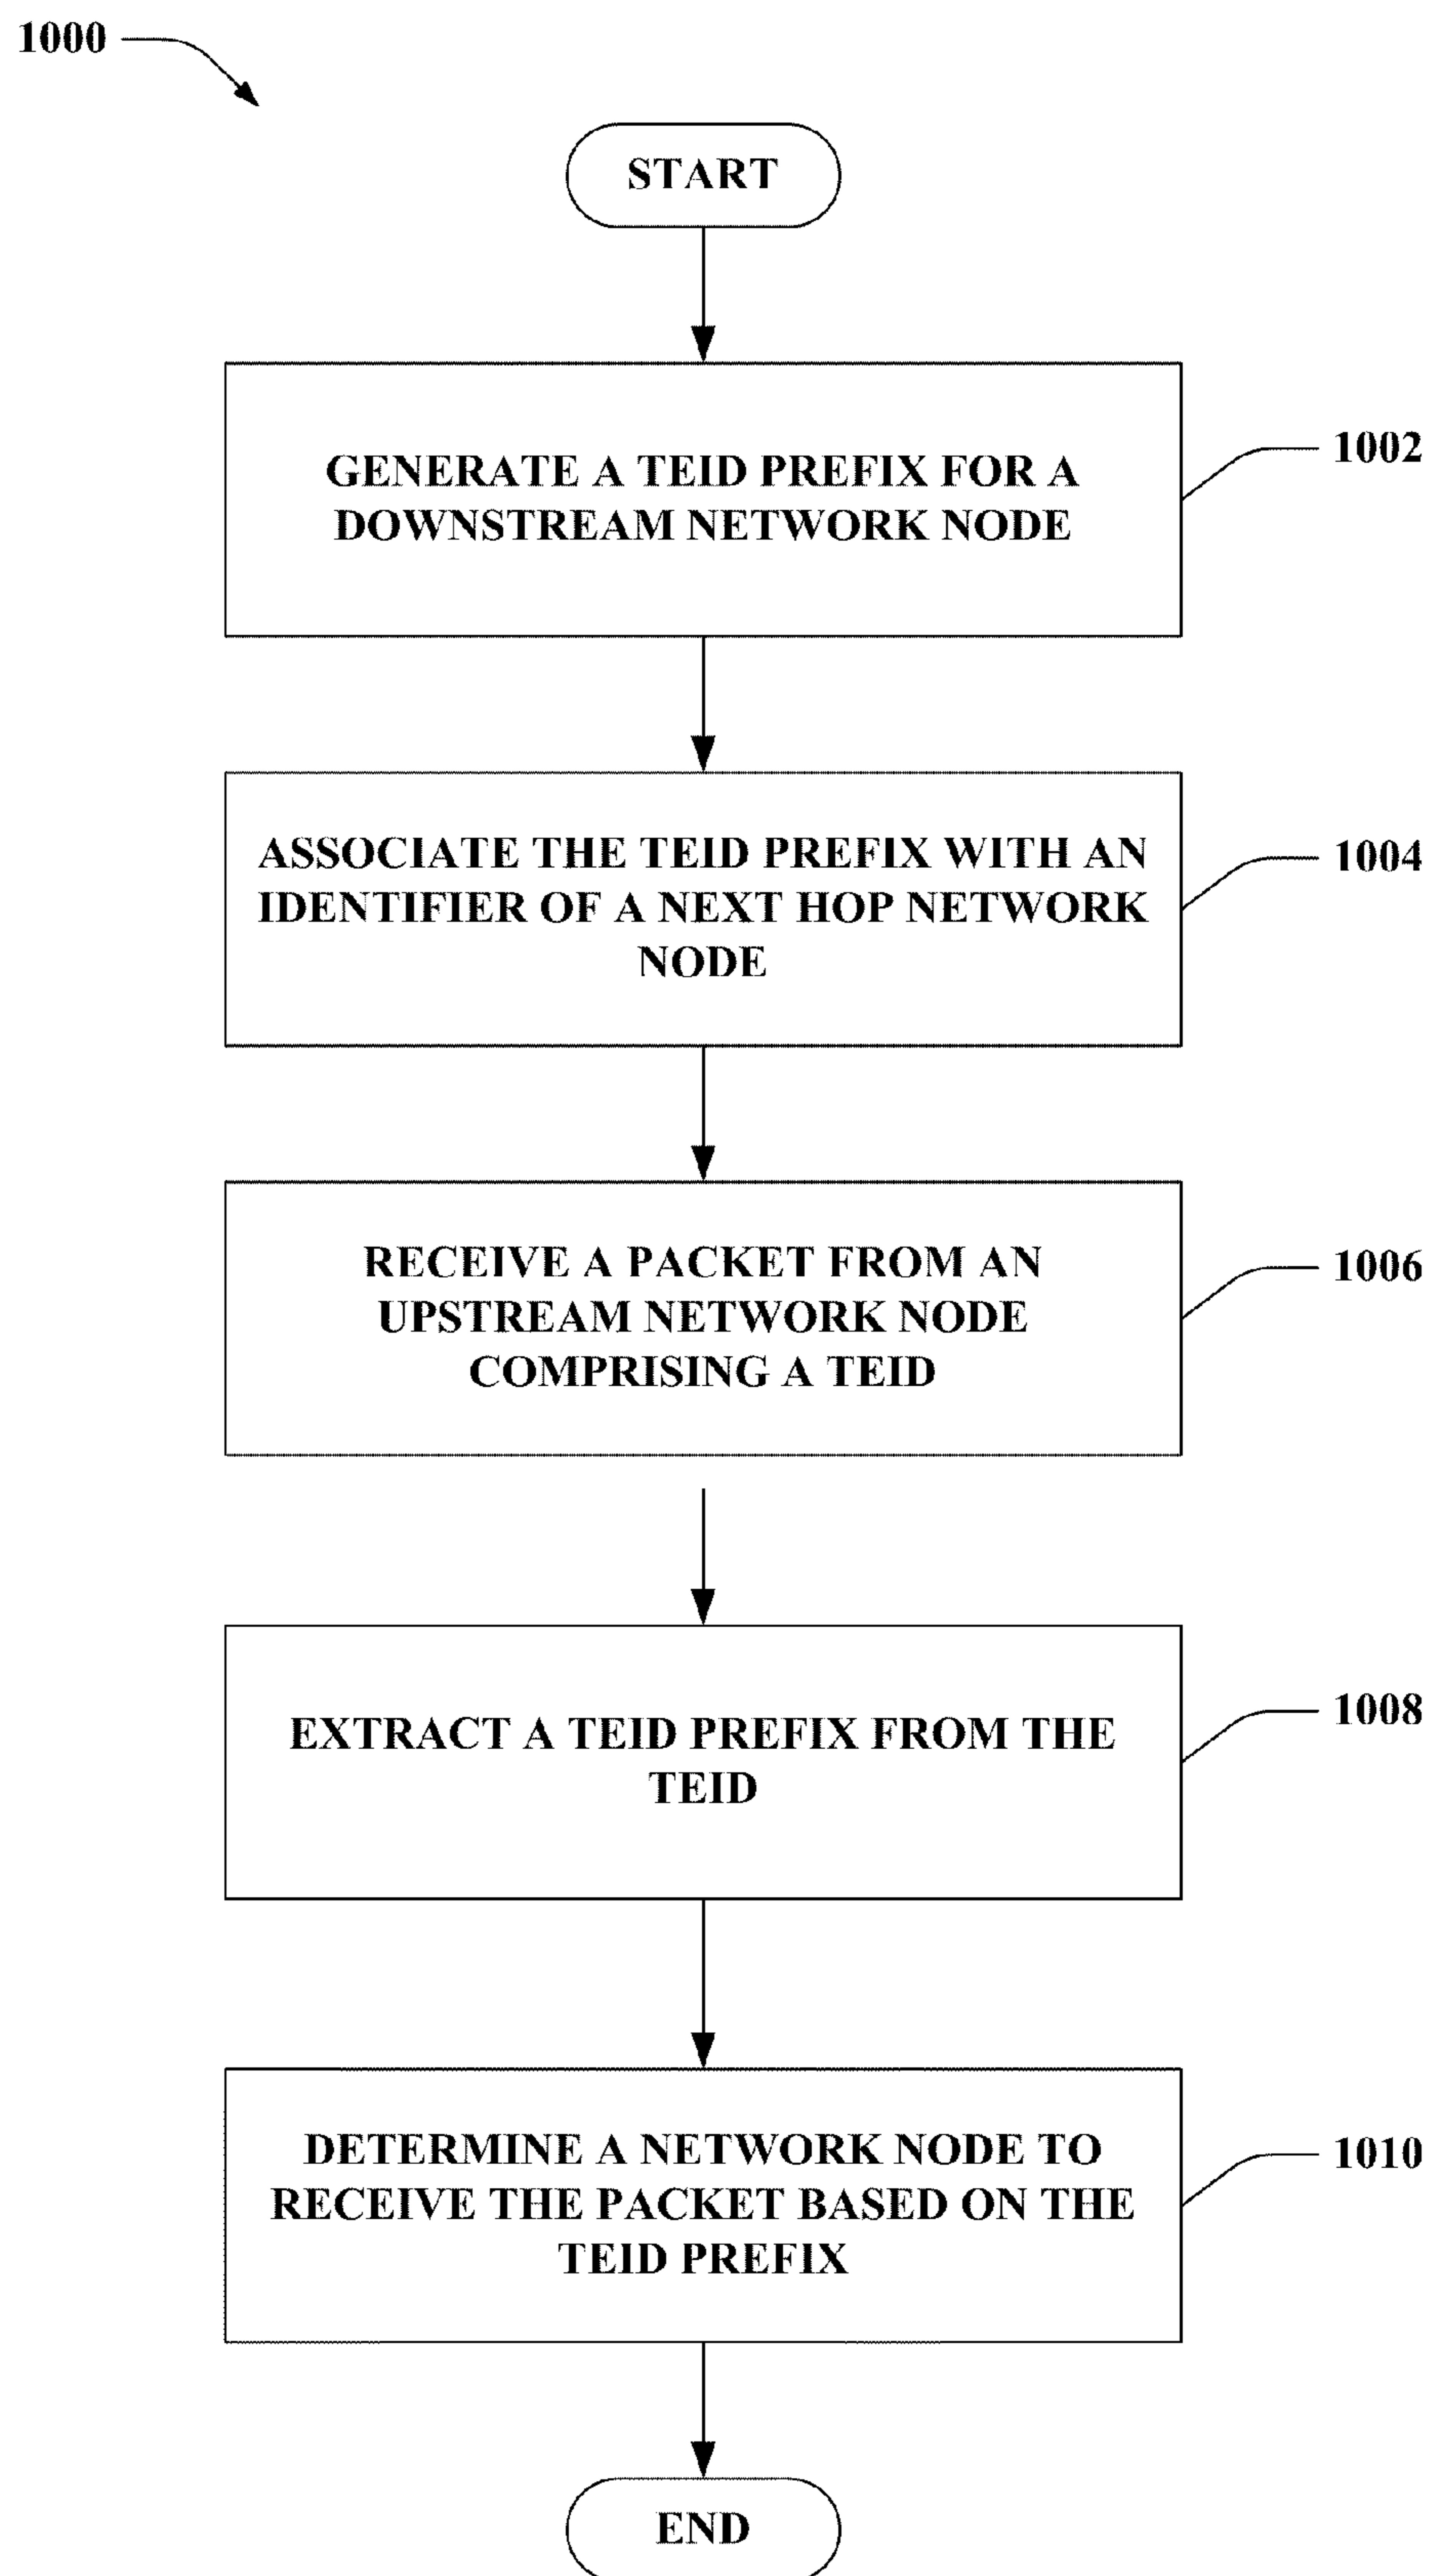 1000
START
GENERATE A TEID PREFIX FOR A
DOWNSTREAM NETWORK NODE
1002
ASSOCIATE THE TEID PREFIX WITH AN
IDENTIFIER OF A NEXT HOP NETWORK
NODE
1004
RECEIVE A PACKET FROM AN
UPSTREAM NETWORK NODE
COMPRISING A TEID
1006
EXTRACT A TEID PREFIX FROM THE
TEID
1008
DETERMINE A NETWORK NODE TO
RECEIVE THE PACKET BASED ON THE
TEID PREFIX
1010
END